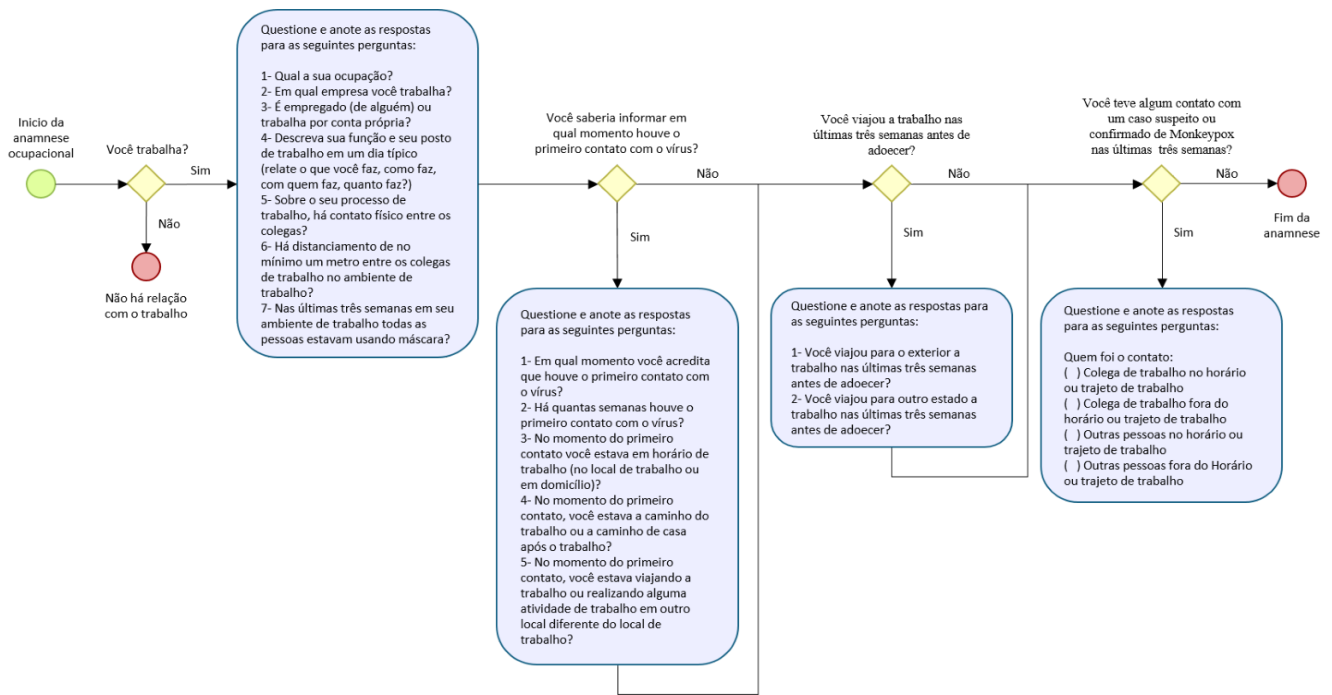 Inicio da
anamnese
ocupacional
Você trabalha?
Sim
Não
Não há relação
com o trabalho
Questione e anote as respostas
para as seguintes perguntas:
1- Qual a sua ocupação?
2- Em qual empresa você trabalha?
3- É empregado (de alguém) ou
trabalha por conta própria?
4- Descreva sua função e seu posto
de trabalho em um dia típico
(relate o que você faz, como faz,
com quem faz, quanto faz?)
5- Sobre o seu processo de
trabalho, há contato físico entre os
colegas?
6- Há distanciamento de no
mínimo um metro entre os colegas
de trabalho no ambiente de
trabalho?
7- Nas últimas três semanas em seu
ambiente de trabalho todas as
pessoas estavam usando máscara?
Você saberia informar em
qual momento houve o
primeiro contato com o vírus?
Não
Sim
Questione e anote as respostas
para as seguintes perguntas:
1- Em qual momento você acredita
que houve o primeiro contato com
o vírus?
2- Há quantas semanas houve o
primeiro contato com o vírus?
3- No momento do primeiro
contato você estava em horário de
trabalho (no local de trabalho ou
em domicílio)?
4- No momento do primeiro
contato, você estava a caminho do
trabalho ou a caminho de casa
após o trabalho?
5- No momento do primeiro
contato, você estava viajando a
trabalho ou realizando alguma
atividade de trabalho em outro
local diferente do local de
trabalho?
Você viajou a trabalho nas
últimas três semanas antes de
adoecer?
Não
Sim
Questione e anote as respostas para
as seguintes perguntas:
1- Você viajou para o exterior a
trabalho nas últimas três semanas
antes de adoecer?
2- Você viajou para outro estado a
trabalho nas últimas três semanas
antes de adoecer?
Você teve algum contato com
um caso suspeito ou
confirmado de Monkeypox
nas últimas três semanas?
Não
Fim da
anamnese
Sim
Questione e anote as respostas
para as seguintes perguntas:
Quem foi o contato:
( ) Colega de trabalho no horário
ou trajeto de trabalho
( ) Colega de trabalho fora do
horário ou trajeto de trabalho
( ) Outras pessoas no horário ou
trajeto de trabalho
( ) Outras pessoas fora do Horário
ou trajeto de trabalho